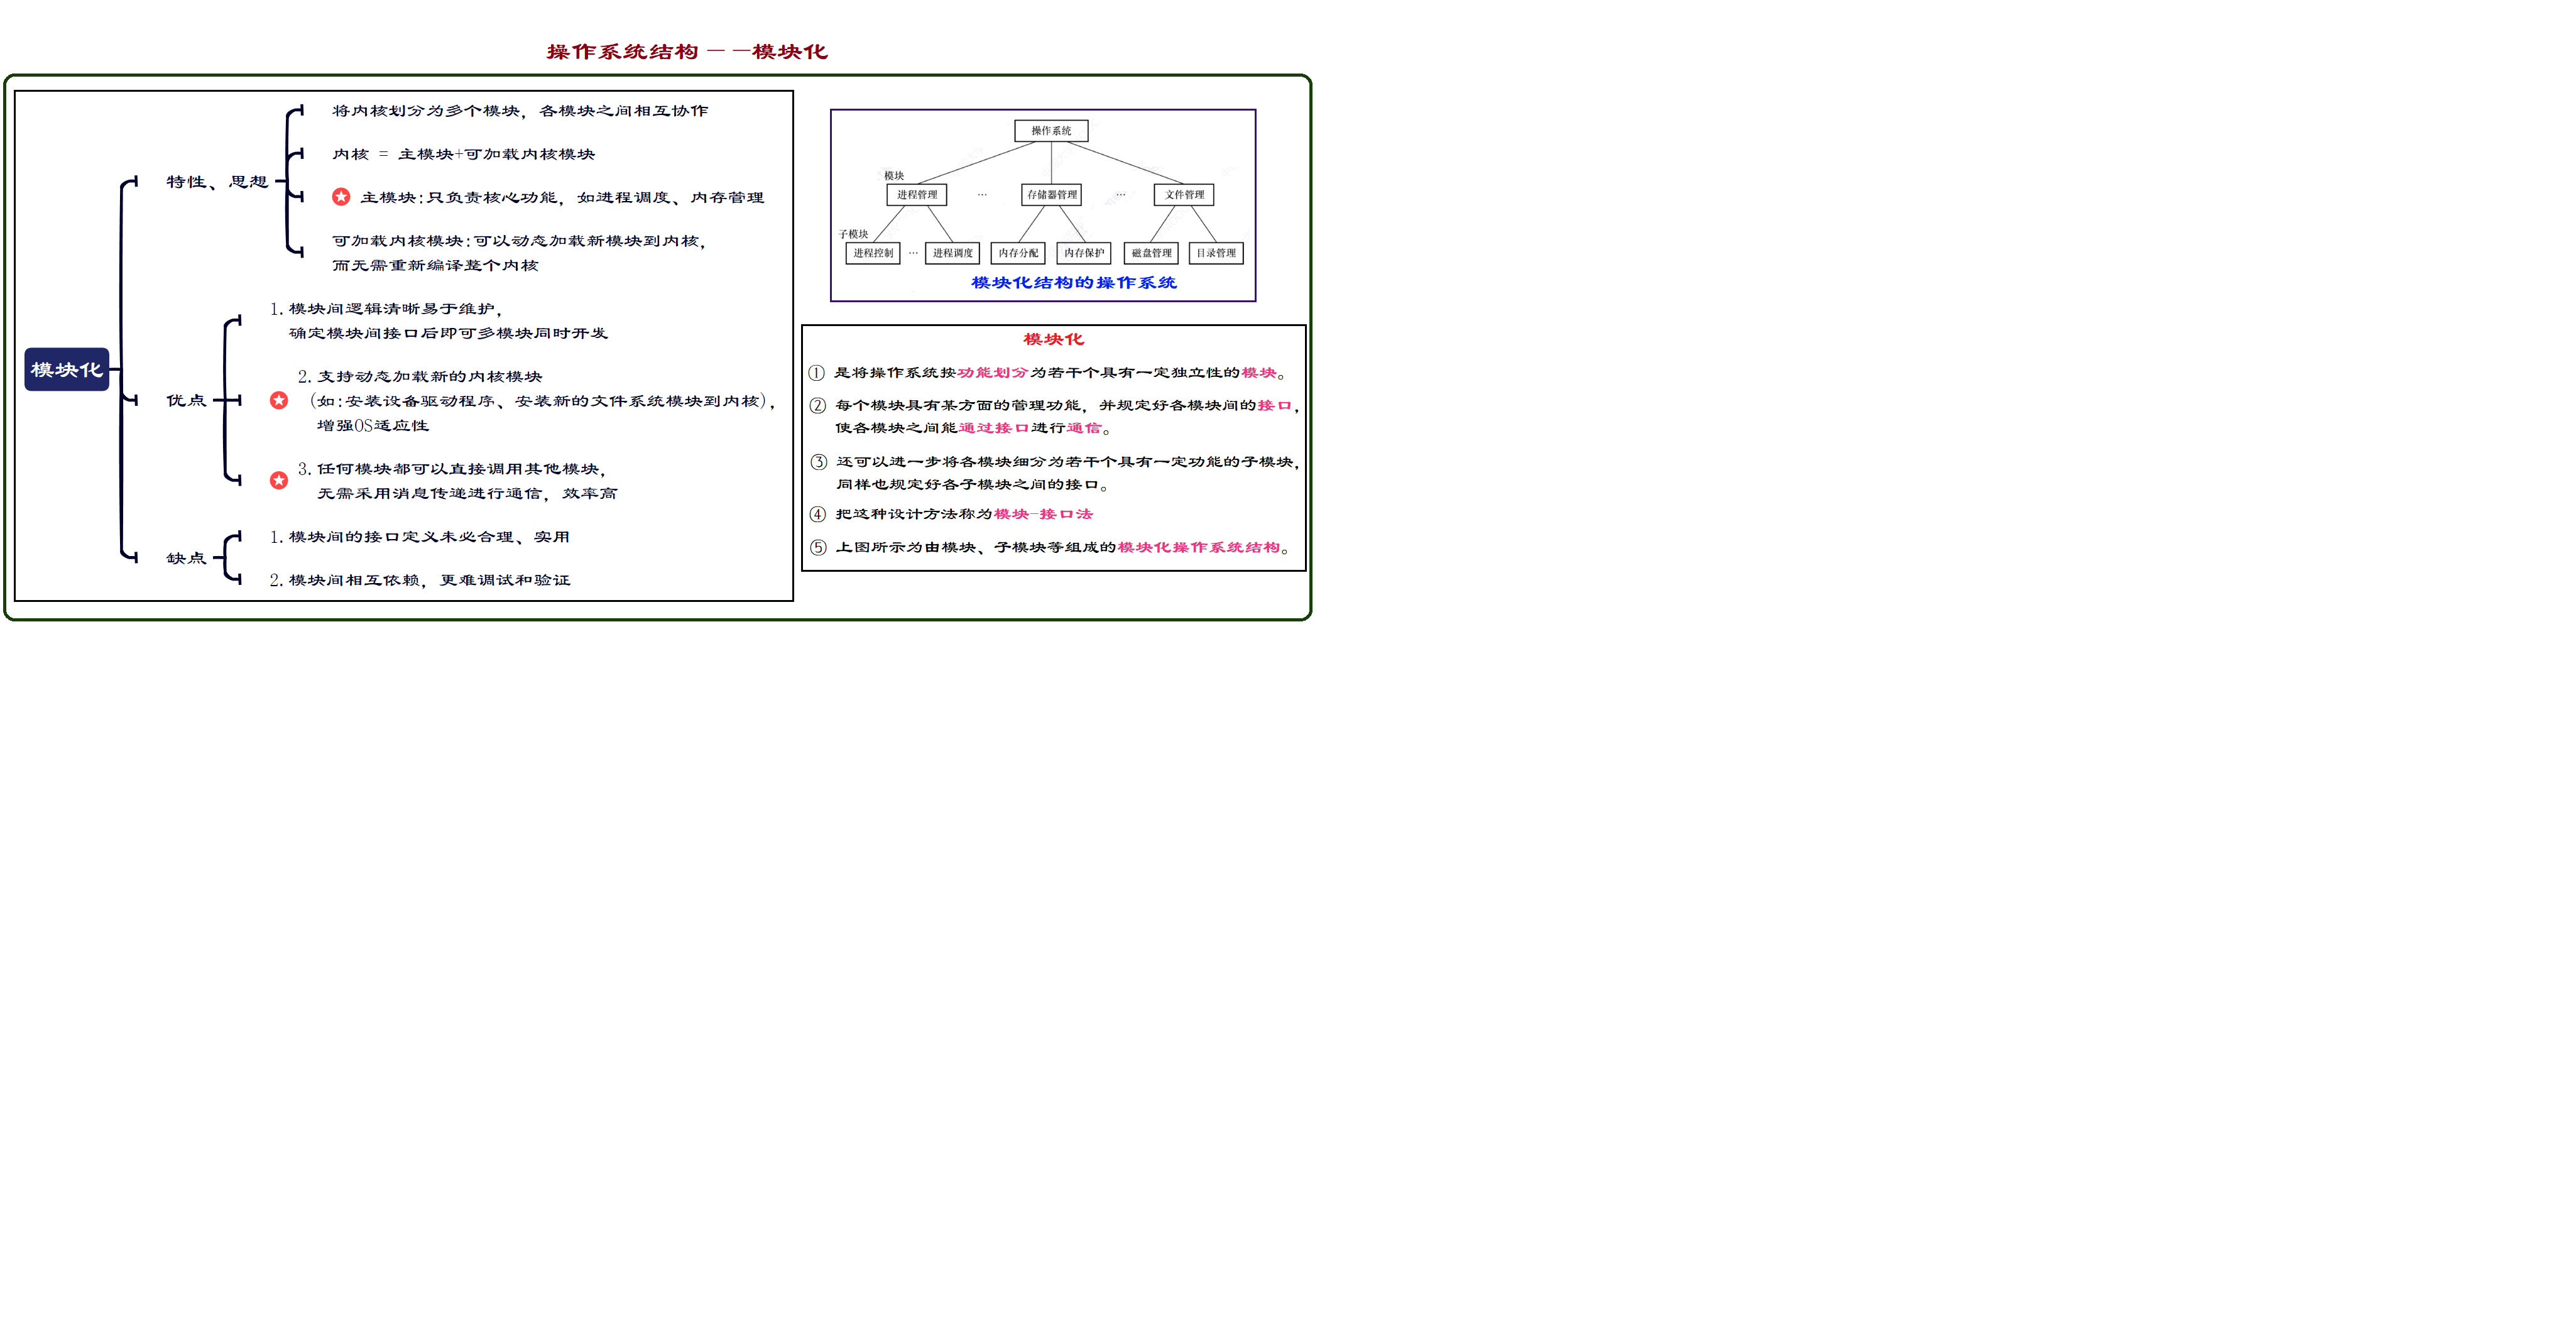 操作系统结构——模块化
模块化
特性、思想
将内核划分为多个模块，各模块之间相互协作
内核 = 主模块+可加载内核模块
主模块:只负责核心功能，如进程调度、内存管理
可加载内核模块:可以动态加载新模块到内核，
而无需重新编译整个内核
优点
1. 模块间逻辑清晰易于维护，
确定模块间接口后即可多模块同时开发
2. 支持动态加载新的内核模块
(如:安装设备驱动程序、安装新的文件系统模块到内核)，
增强OS适应性
3. 任何模块都可以直接调用其他模块，
无需采用消息传递进行通信，效率高
缺点
1. 模块间的接口定义未必合理、实用
2. 模块间相互依赖，更难调试和验证
操作系统
模块
进程管理 … 存储器管理 … 文件管理
子模块
进程控制 … 进程调度 内存分配 内存保护 磁盘管理 目录管理
模块化结构的操作系统
模块化
① 是将操作系统按功能划分为若干个具有一定独立性的模块。
② 每个模块具有某方面的管理功能，并规定好各模块间的接口，
使各模块之间能通过接口进行通信。
③ 还可以进一步将各模块细分为若干个具有一定功能的子模块，
同样也规定好各子模块之间的接口。
④ 把这种设计方法称为模块-接口法
⑤ 上图所示为由模块、子模块等组成的模块化操作系统结构。